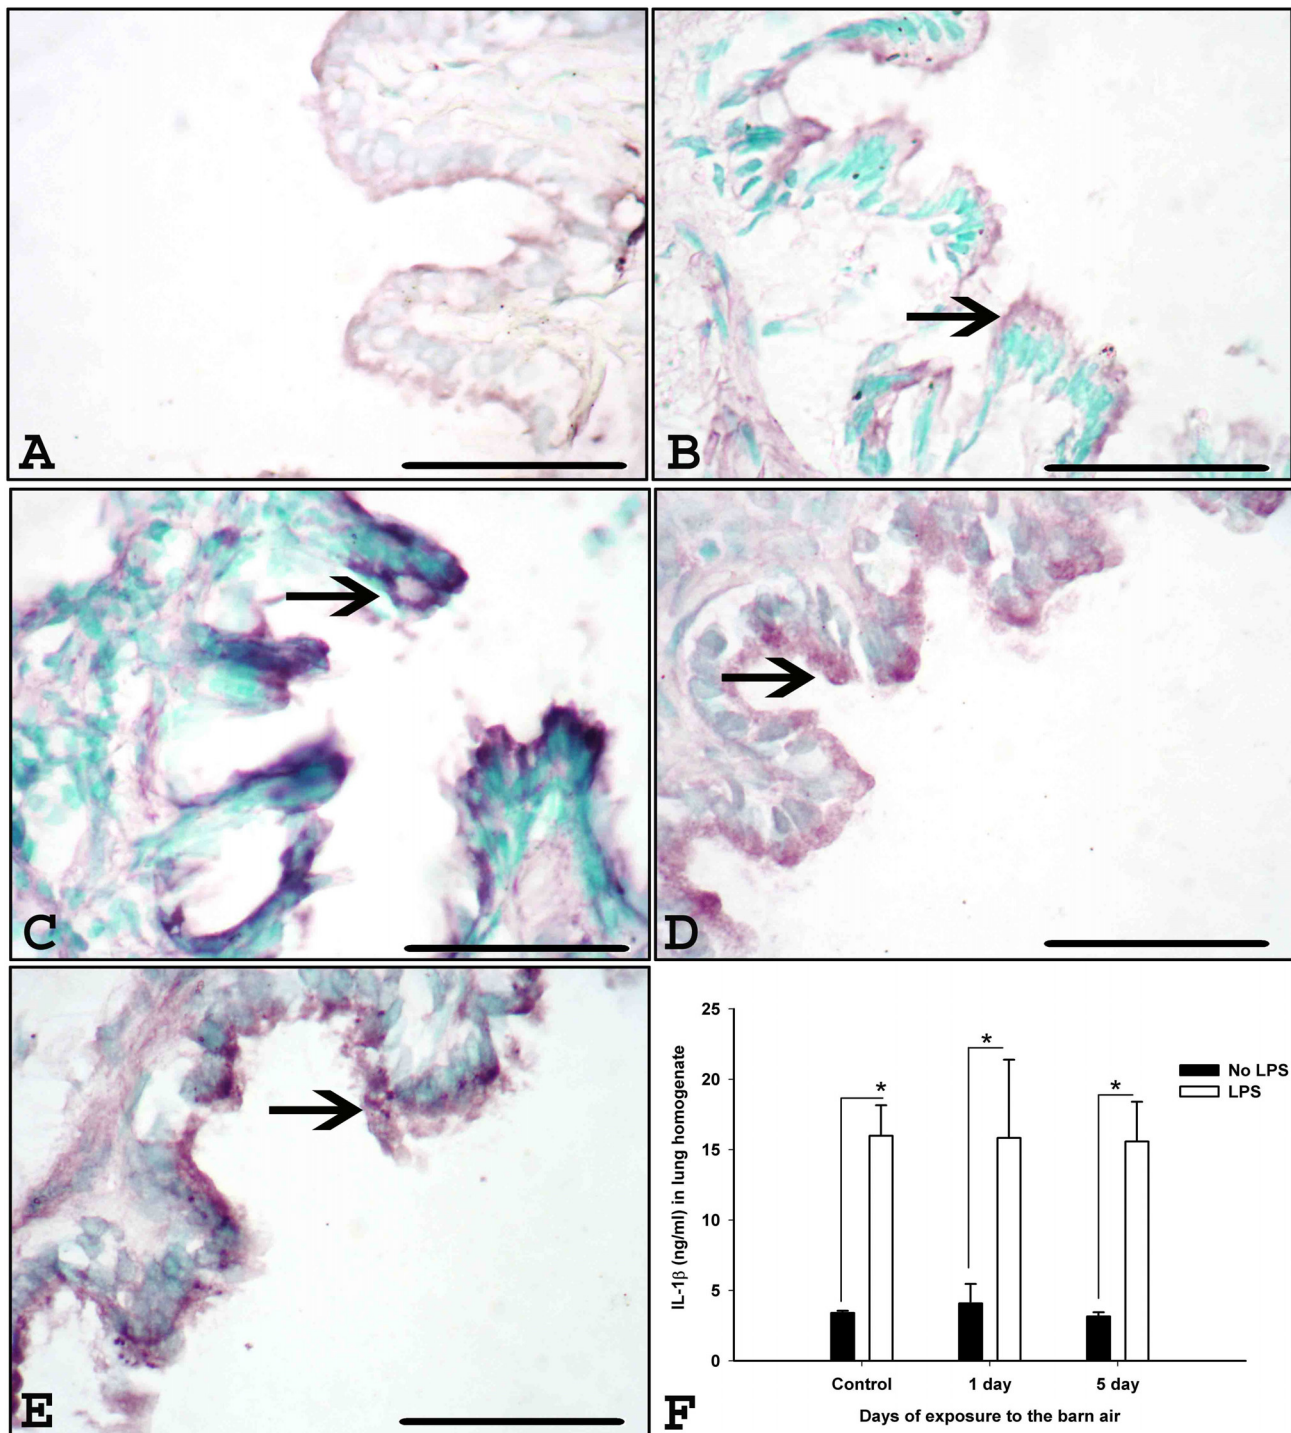 A
B
C
D
E
F
25
20
15
10
5
0
IL-1β (ng/ml) in lung homogenate
*
*
*
No LPS
LPS
Control
1 day
5 day
Days of exposure to the barn air